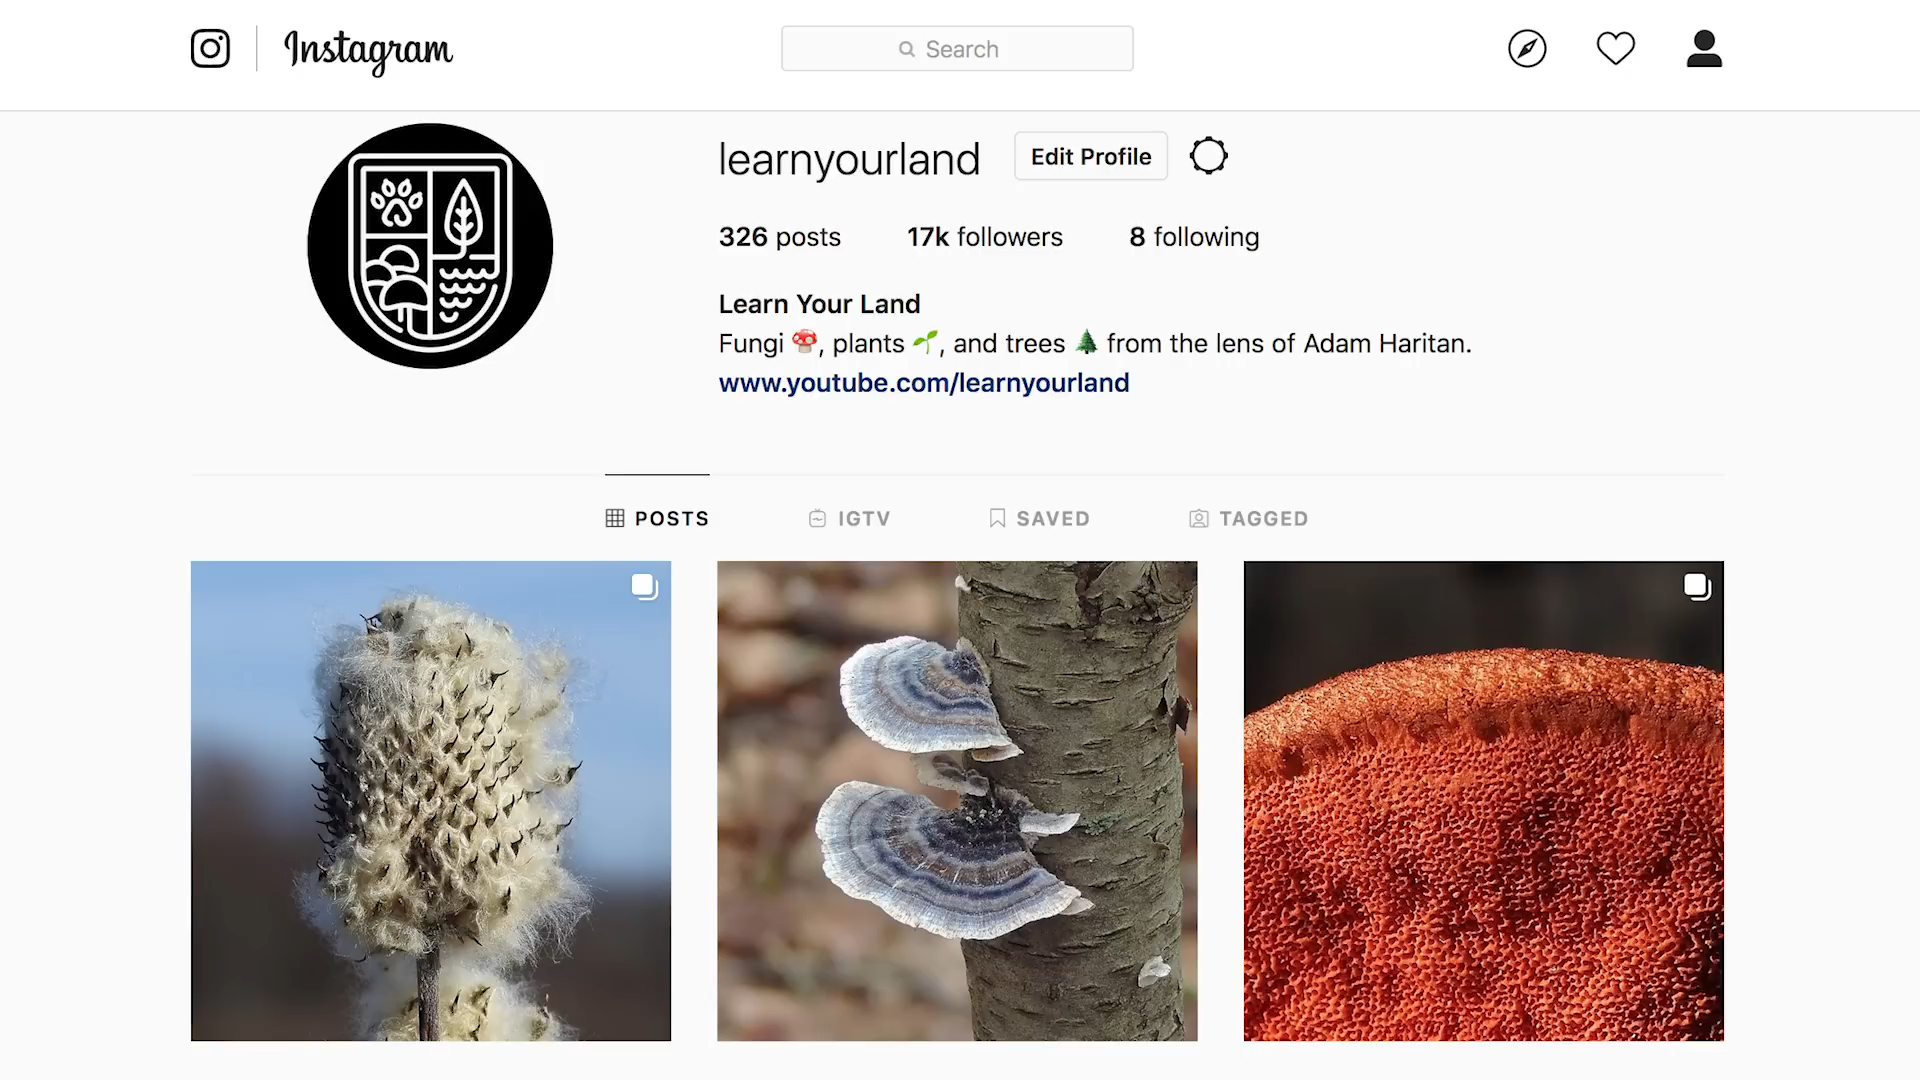 Instagram
Search
learnyourland
Edit Profile
326 posts
17k followers
8 following
Learn Your Land
Fungi 🍄, plants 🌱, and trees 🌲 from the lens of Adam Haritan.
www.youtube.com/learnyourland
POSTS
IGTV
SAVED
TAGGED